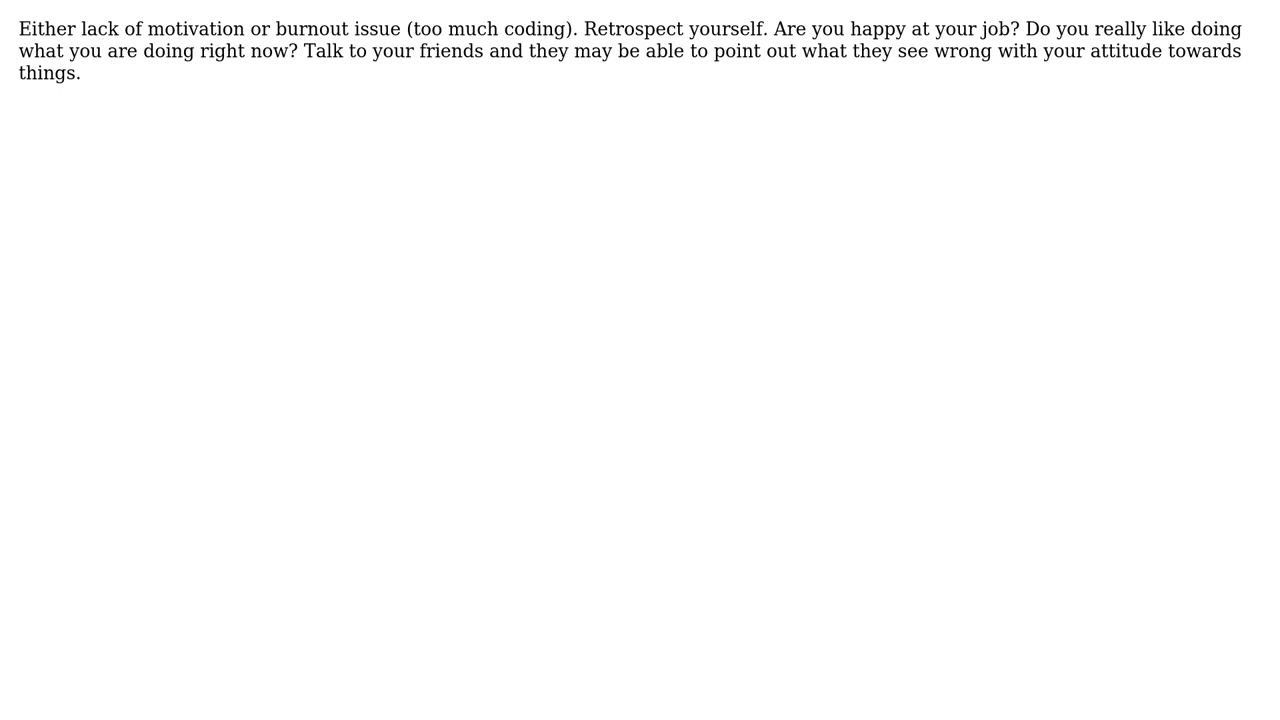 Either lack of motivation or burnout issue (too much coding). Retrospect yourself. Are you happy at your job? Do you really like doing
what you are doing right now? Talk to your friends and they may be able to point out what they see wrong with your attitude towards
things.